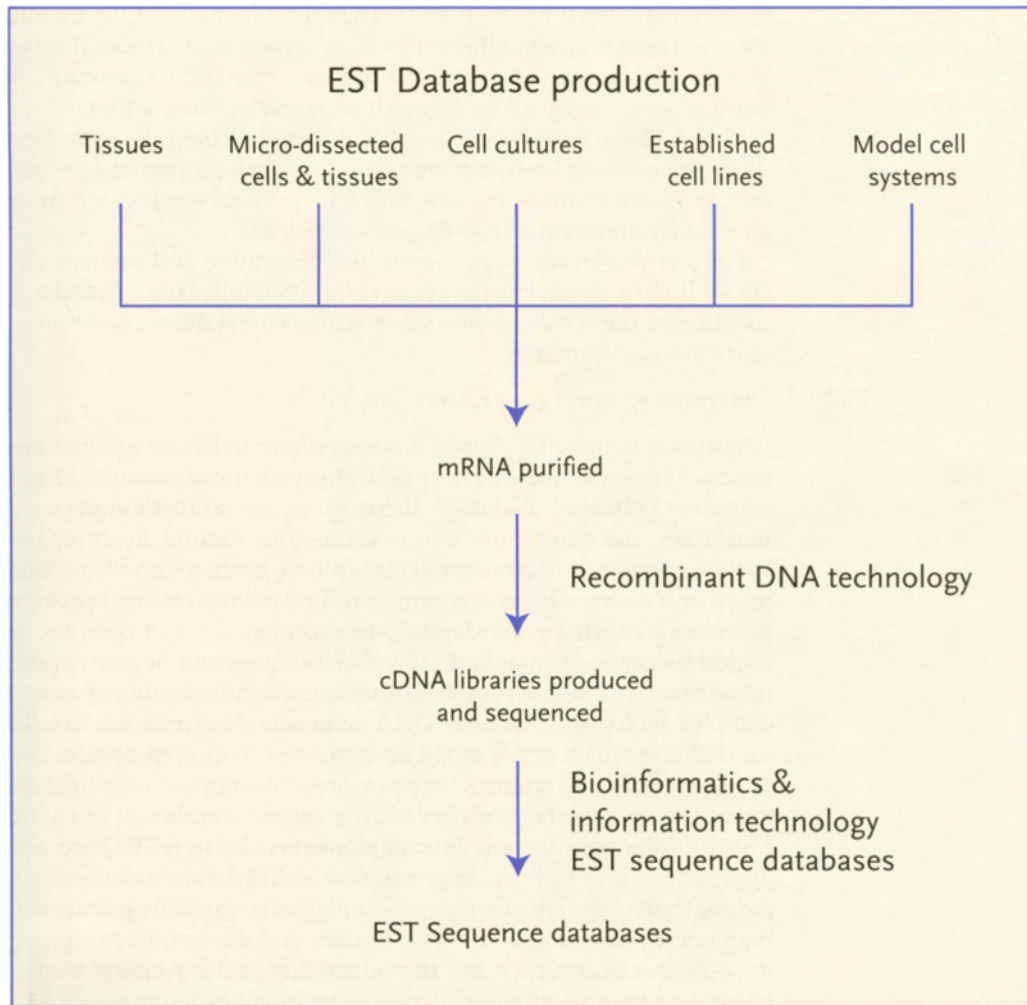 EST Database production
Tissues
Micro-dissected
cells & tissues
Cell cultures
Established
cell lines
Model cell
systems
mRNA purified
Recombinant DNA technology
cDNA libraries produced
and sequenced
Bioinformatics &
information technology
EST sequence databases
EST Sequence databases